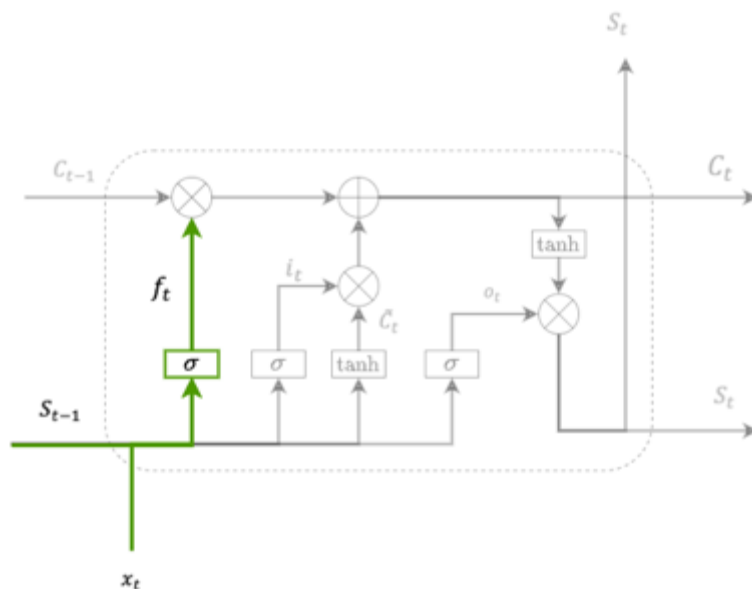 S_t
C_{t-1}
C_t
tanh
f_t
i_t
o_t
C̃_t
σ
σ
tanh
σ
S_{t-1}
S_t
x_t